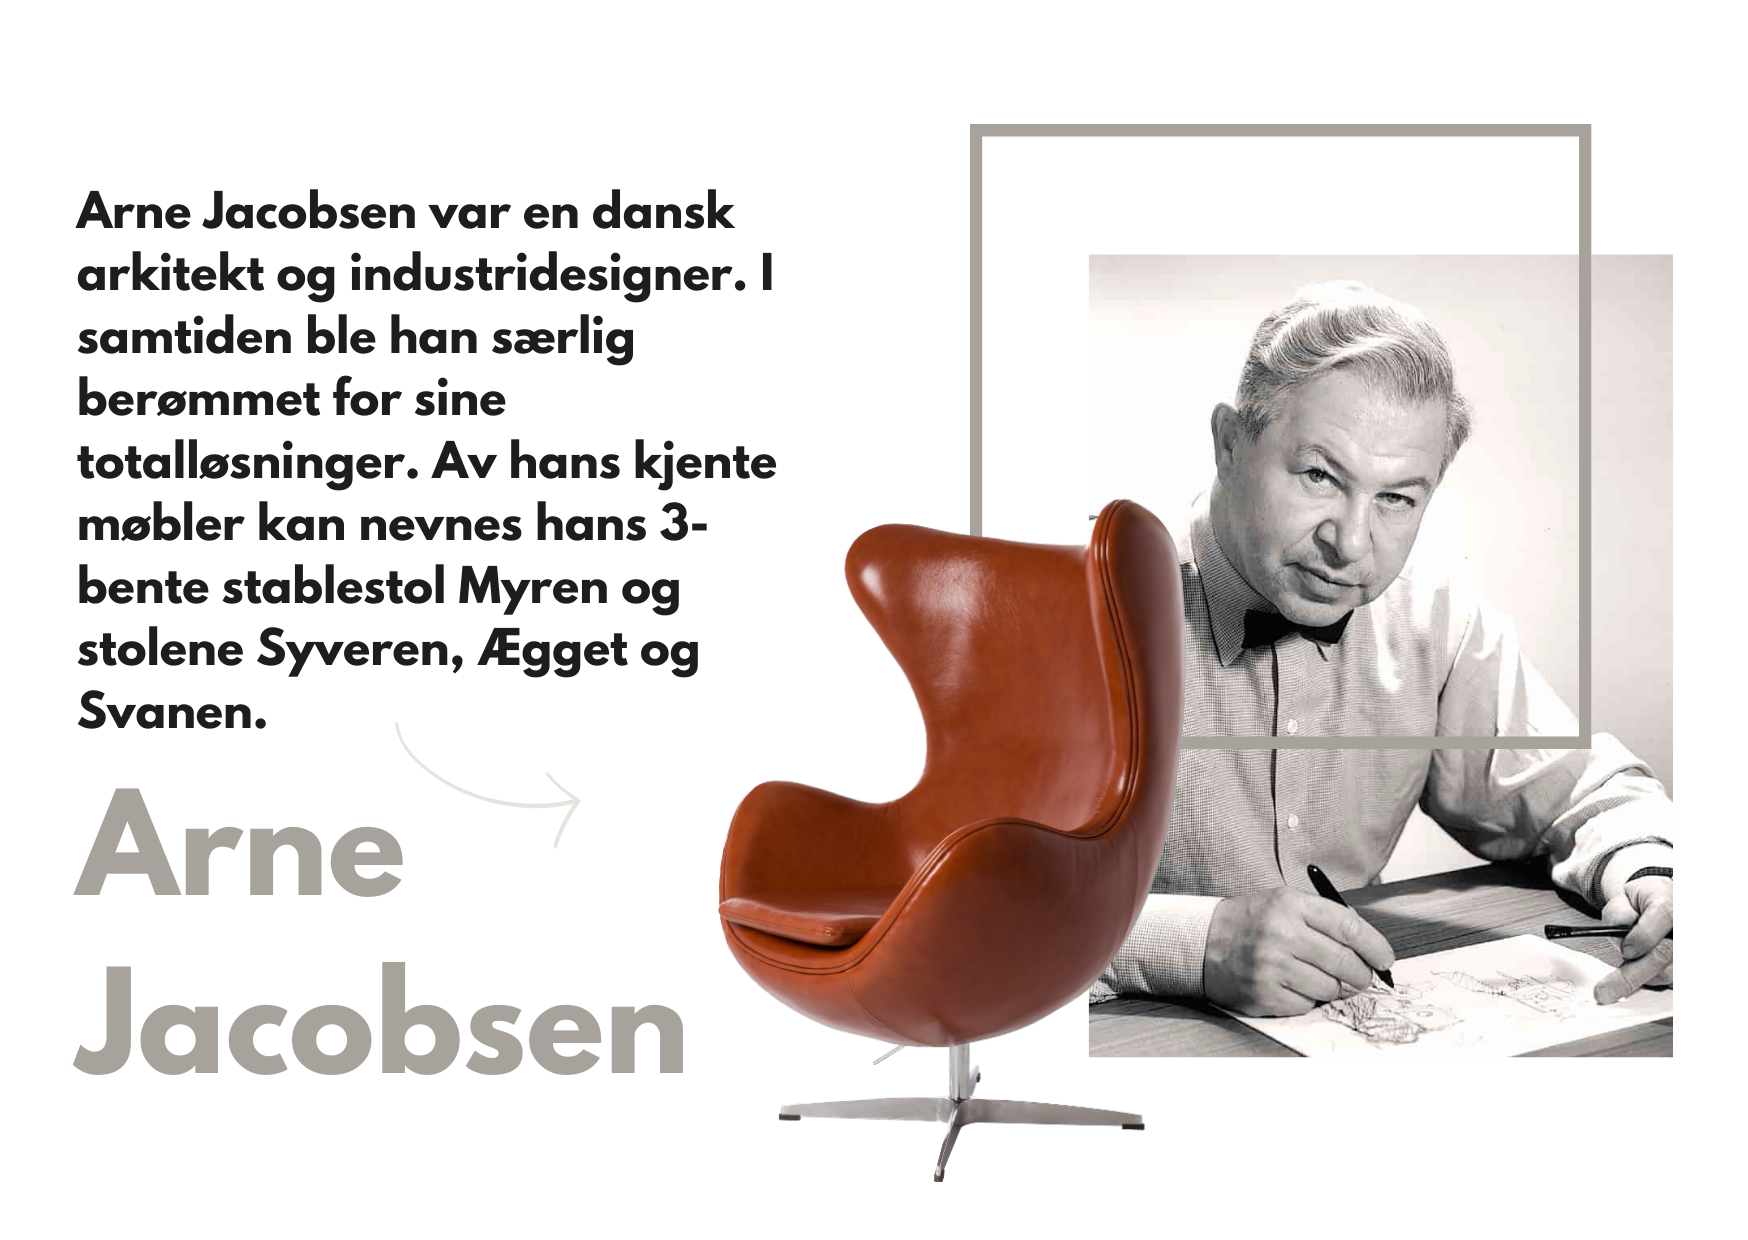 Arne Jacobsen var en dansk
arkitekt og industridesigner. I
samtiden ble han særlig
berømmet for sine
totalløsninger. Av hans kjente
møbler kan nevnes hans 3-
bente stablestol Myren og
stolene Syveren, Ægget og
Svanen.
Arne
Jacobsen